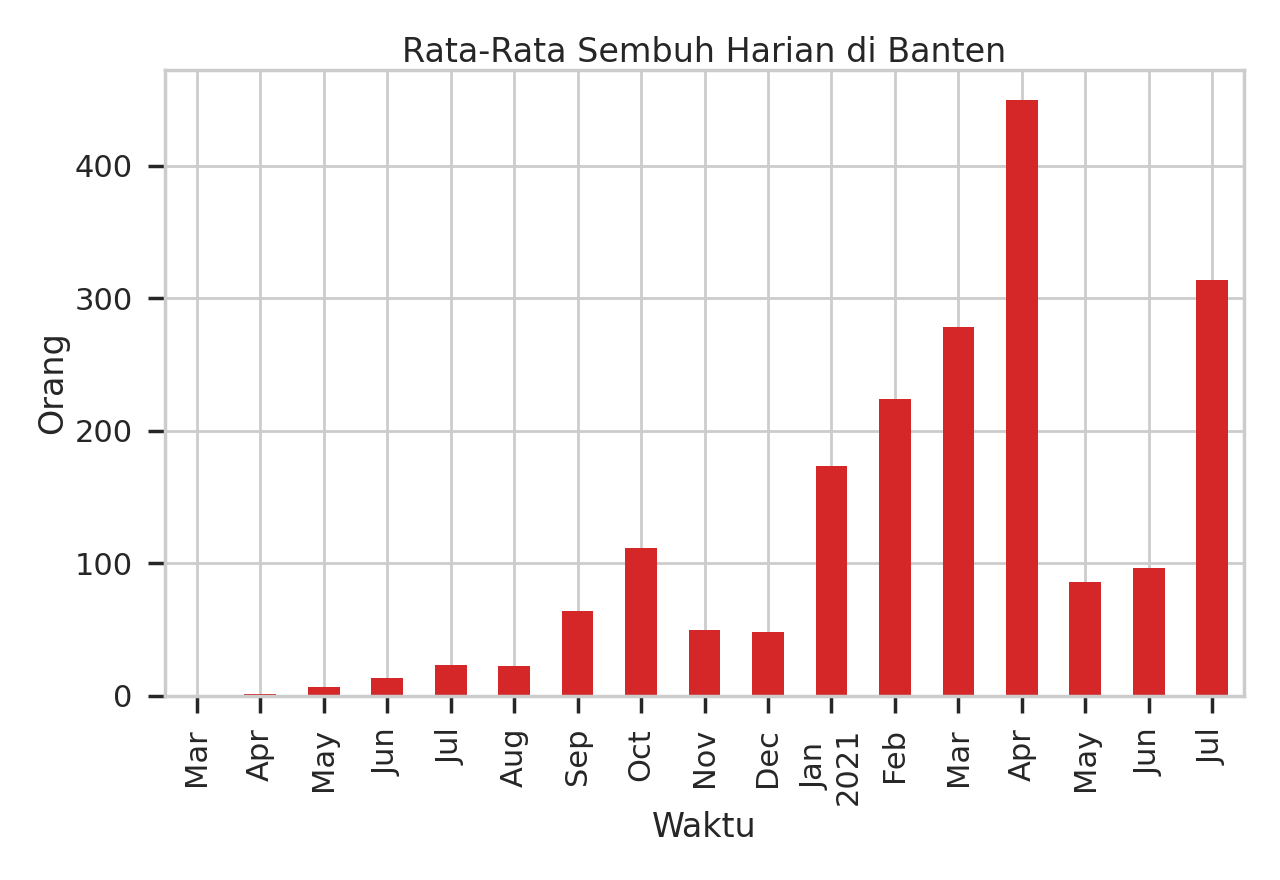 Rata-Rata Sembuh Harian di Banten
Orang
400
300
200
100
0
Mar
Apr
May
Jun
Jul
Aug
Sep
Oct
Nov
Dec
Jan
2021
Feb
Mar
Apr
May
Jun
Jul
Waktu